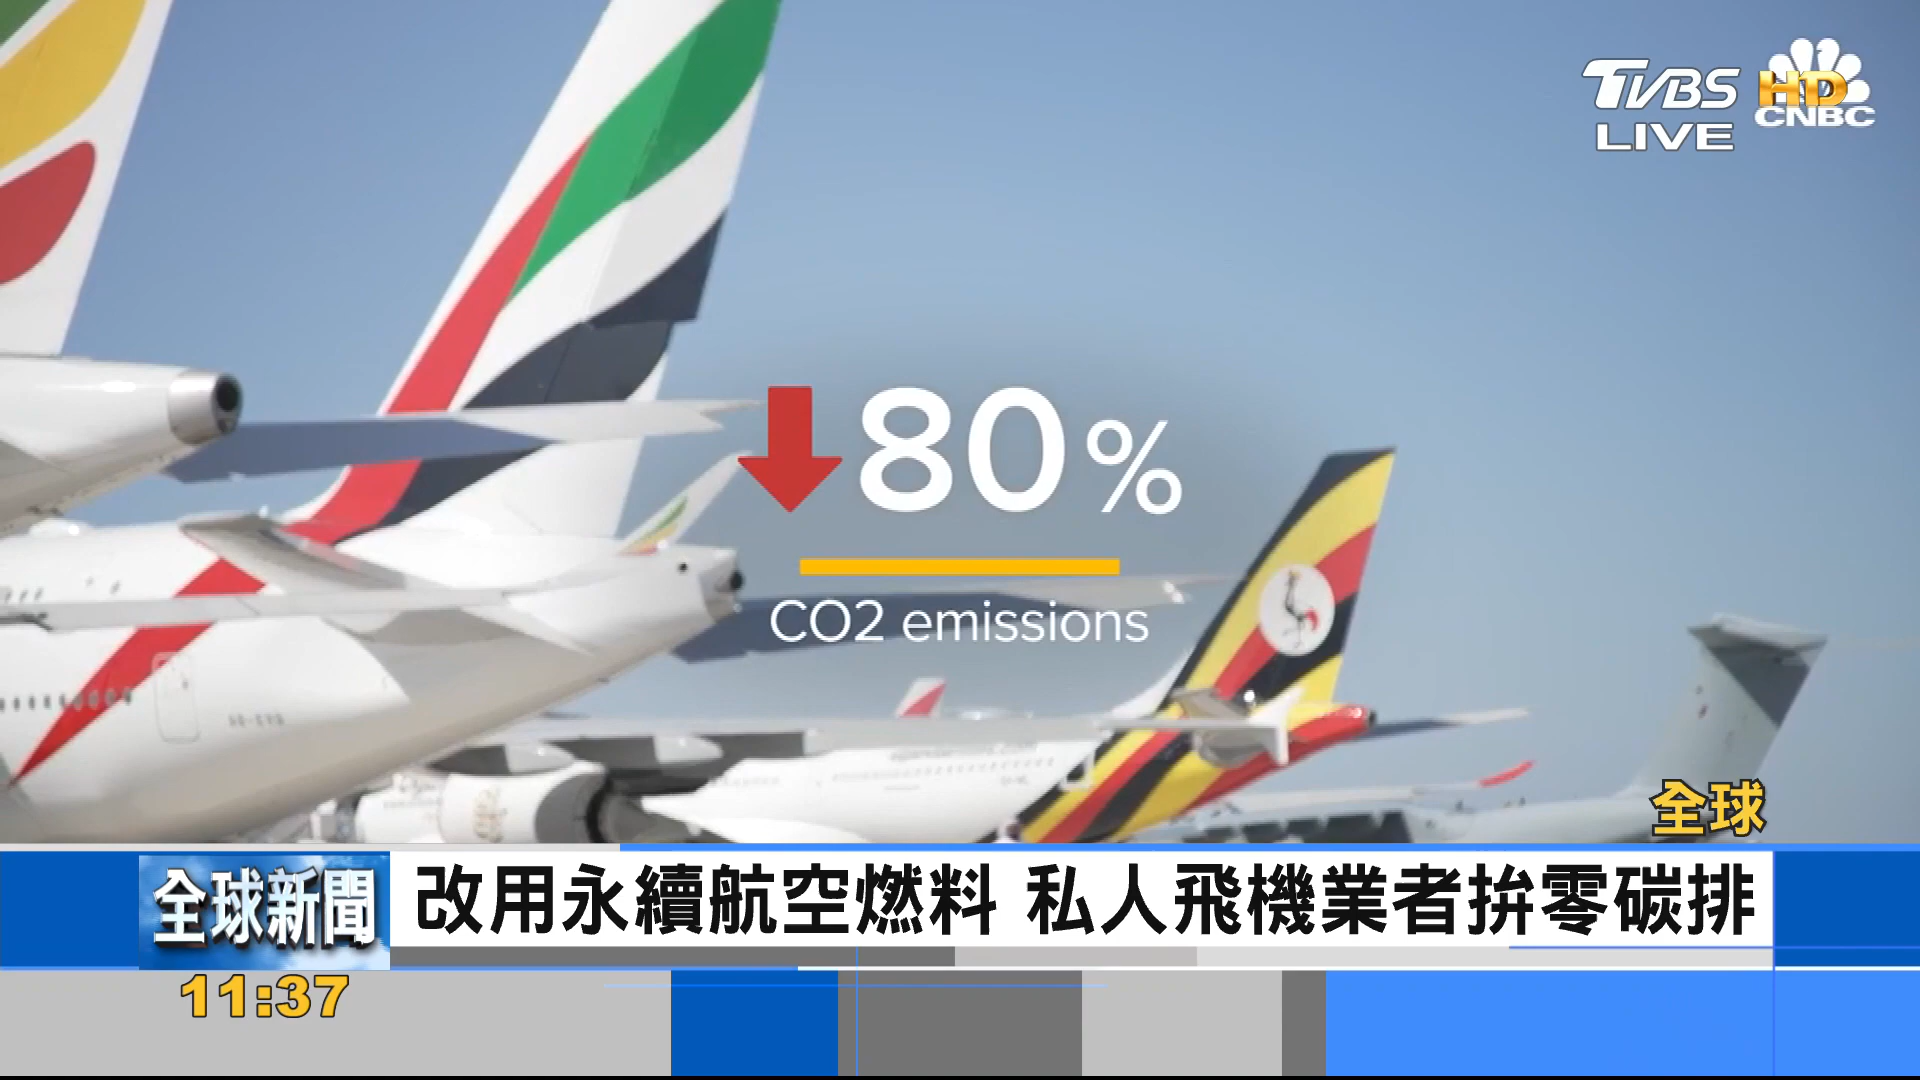 TVBS
HD
LIVE
CNBC
80%
CO2 emissions
全球
全球新聞
改用永續航空燃料 私人飛機業者拚零碳排
11:37